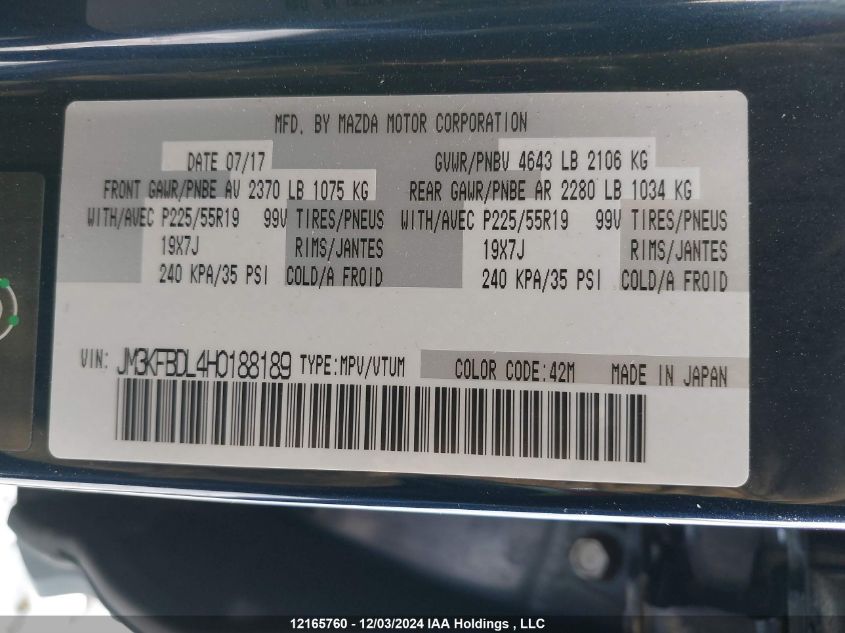 MFD. BY MAZDA MOTOR CORPORATION
DATE 07/17 GVWR/PNBV 4643 LB 2106 KG
FRONT GAWR/PNBE AV 2370 LB 1075 KG REAR GAWR/PNBE AR 2280 LB 1034 KG
WITH/AVEC P225/55R19 99V TIRES/PNEUS WITH/AVEC P225/55R19 99V TIRES/PNEUS
19X7J RIMS/JANTES 19X7J RIMS/JANTES
240 KPA/35 PSI COLD/A FROID 240 KPA/35 PSI COLD/A FROID
VIN: JM3KFBDL4H0188189 TYPE:MPV/VTUM COLOR CODE:42M MADE IN JAPAN
12165760 - 12/03/2024 IAA Holdings , LLC